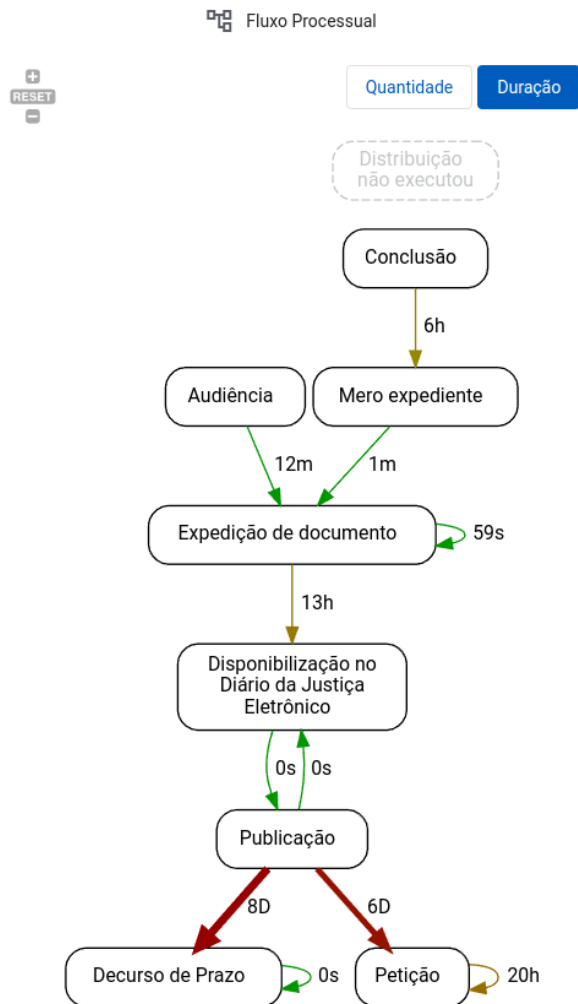 Fluxo Processual
+
RESET
−
Quantidade
Duração
Distribuição
não executou
Conclusão
6h
Audiência
Mero expediente
12m
1m
Expedição de documento
59s
13h
Disponibilização no
Diário da Justiça
Eletrônico
0s
0s
Publicação
8D
6D
Decurso de Prazo
0s
Petição
20h